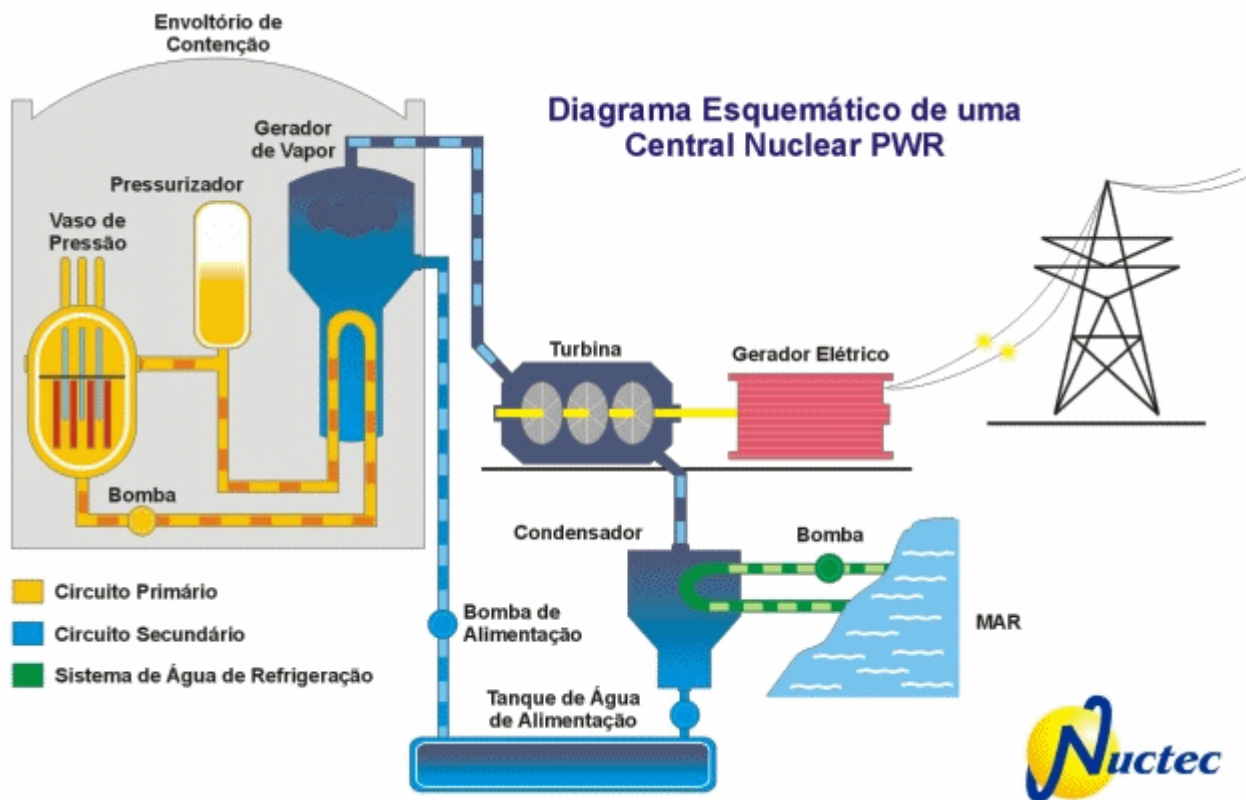 Envoltório de
Contenção
Diagrama Esquemático de uma
Central Nuclear PWR
Gerador
de Vapor
Pressurizador
Vaso de
Pressão
Turbina
Gerador Elétrico
Bomba
Condensador
Bomba
Circuito Primário
Bomba de
Alimentação
MAR
Circuito Secundário
Sistema de Água de Refrigeração
Tanque de Água
de Alimentação
Nuctec